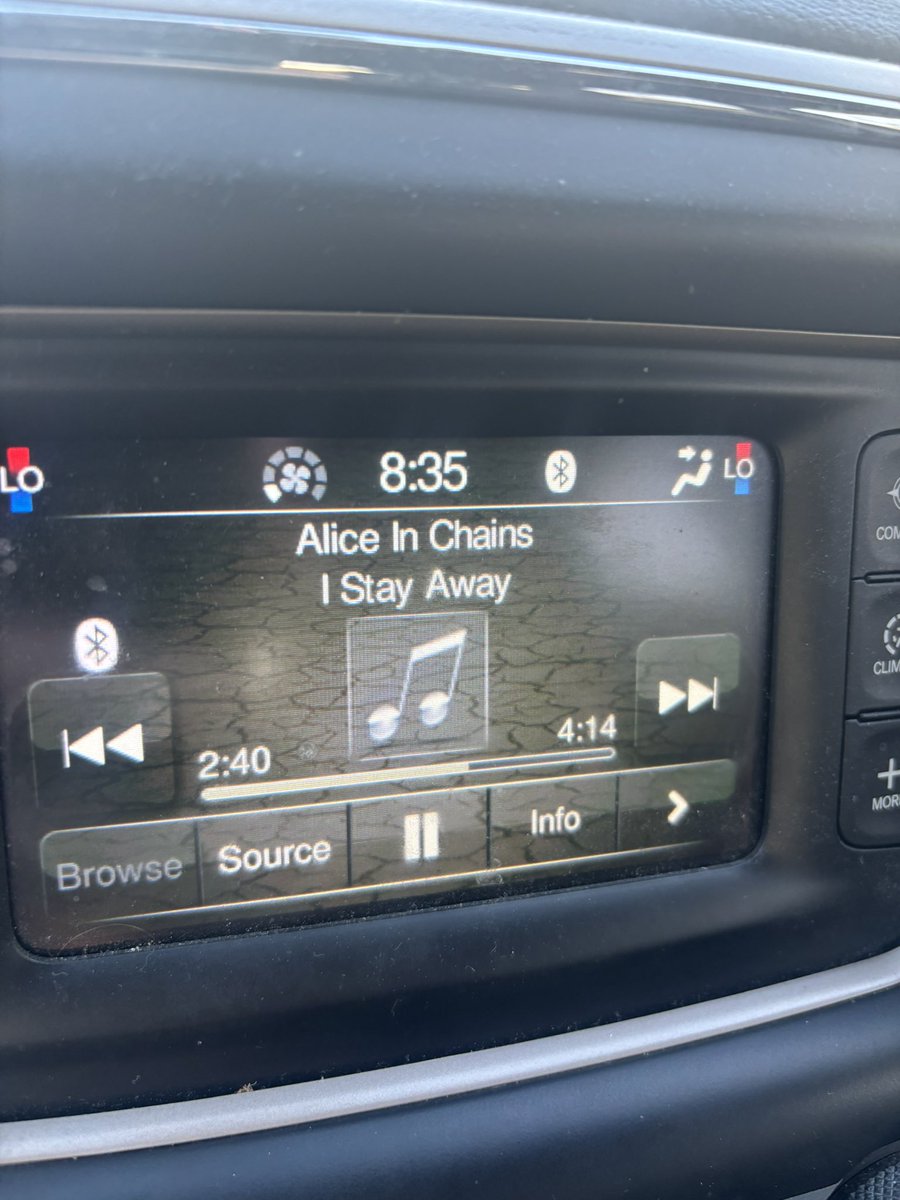 LO 8:35 LO
Alice In Chains
I Stay Away
2:40 4:14
Browse Source Info